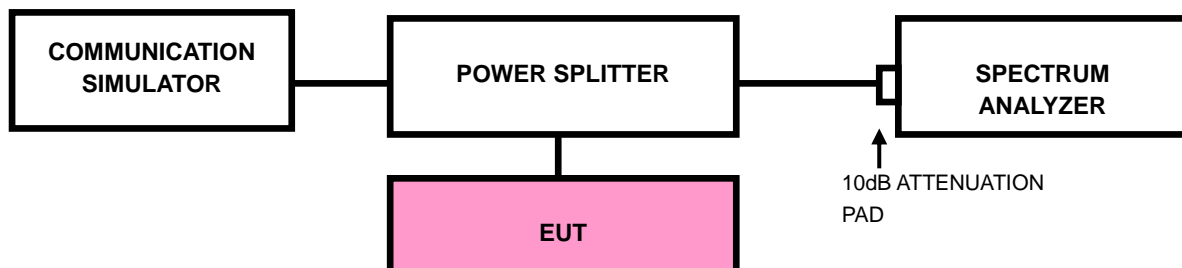 COMMUNICATION
SIMULATOR
POWER SPLITTER
SPECTRUM
ANALYZER
10dB ATTENUATION
PAD
EUT